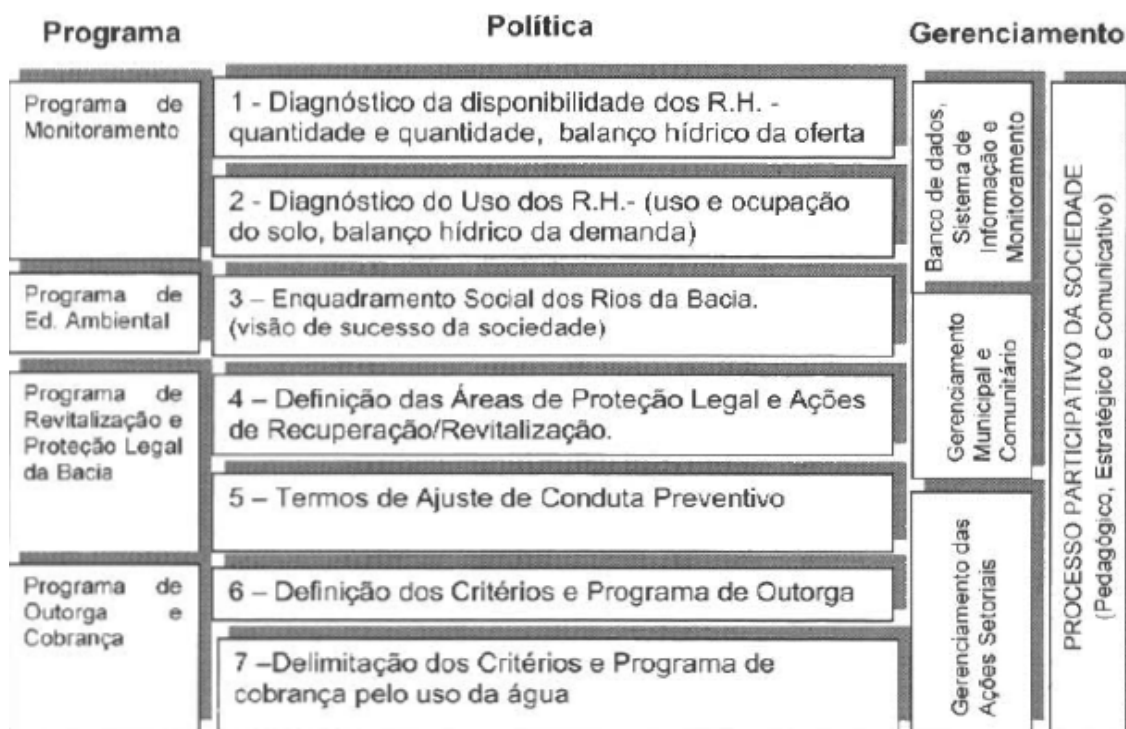 Programa
Política
Gerenciamento
Programa de
Monitoramento
1 - Diagnóstico da disponibilidade dos R.H. -
quantidade e quantidade, balanço hídrico da oferta
2 - Diagnóstico do Uso dos R.H.- (uso e ocupação
do solo, balanço hídrico da demanda)
Programa de
Ed. Ambiental
3 – Enquadramento Social dos Rios da Bacia.
(visão de sucesso da sociedade)
Programa de
Revitalização e
Proteção Legal
da Bacia
4 – Definição das Áreas de Proteção Legal e Ações
de Recuperação/Revitalização.
5 – Termos de Ajuste de Conduta Preventivo
Programa de
Outorga e
Cobrança
6 – Definição dos Critérios e Programa de Outorga
7 –Delimitação dos Critérios e Programa de
cobrança pelo uso da água
Banco de dados,
Sistema de
Informação e
Monitoramento
Gerenciamento
Municipal e
Comunitário
Gerenciamento das
Ações Setoriais
PROCESSO PARTICIPATIVO DA SOCIEDADE
(Pedagógico, Estratégico e Comunicativo)